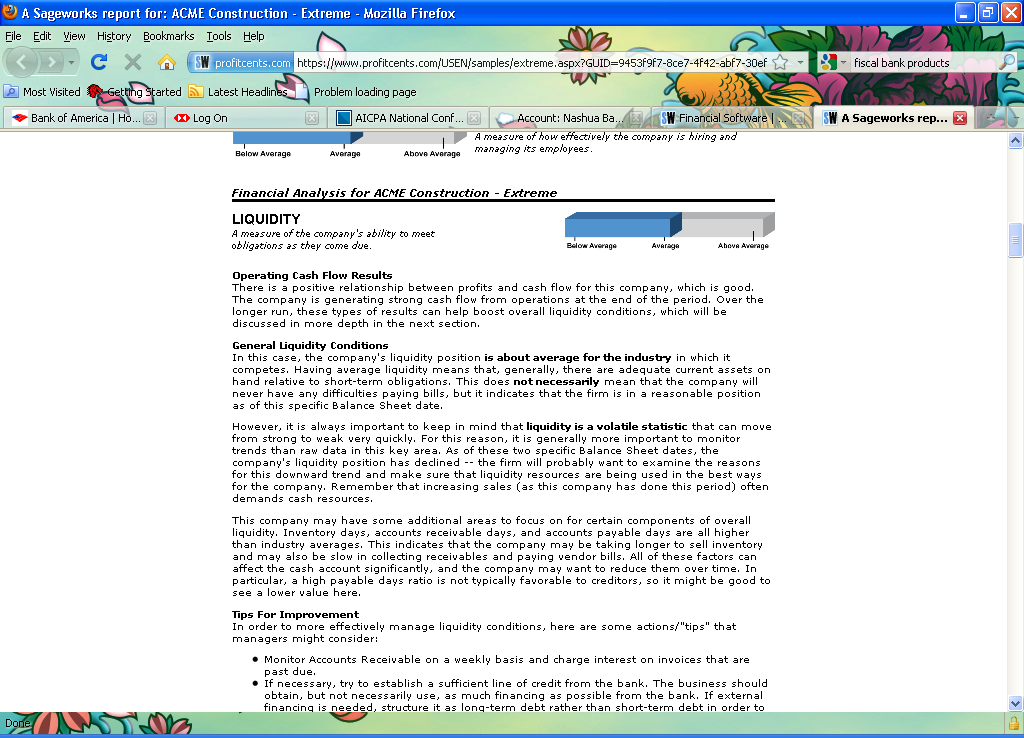 A Sageworks report for: ACME Construction - Extreme - Mozilla Firefox
File Edit View History Bookmarks Tools Help
SW profitcents.com https://www.profitcents.com/USEN/samples/extreme.aspx?GUID=9453f9f7-8ce7-4f42-abf7-30ef fiscal bank products
Most Visited Getting Started Latest Headlines Problem loading page
Bank of America | Ho... Log On AICPA National Conf... Account: Nashua Ba... SW Financial Software | ... SW A Sageworks rep...
Below Average Average Above Average
A measure of how effectively the company is hiring and
managing its employees.
Financial Analysis for ACME Construction - Extreme
LIQUIDITY
A measure of the company's ability to meet
obligations as they come due.
Below Average Average Above Average
Operating Cash Flow Results
There is a positive relationship between profits and cash flow for this company, which is good.
The company is generating strong cash flow from operations at the end of the period. Over the
longer run, these types of results can help boost overall liquidity conditions, which will be
discussed in more depth in the next section.
General Liquidity Conditions
In this case, the company's liquidity position is about average for the industry in which it
competes. Having average liquidity means that, generally, there are adequate current assets on
hand relative to short-term obligations. This does not necessarily mean that the company will
never have any difficulties paying bills, but it indicates that the firm is in a reasonable position
as of this specific Balance Sheet date.
However, it is always important to keep in mind that liquidity is a volatile statistic that can move
from strong to weak very quickly. For this reason, it is generally more important to monitor
trends than raw data in this key area. As of these two specific Balance Sheet dates, the
company's liquidity position has declined -- the firm will probably want to examine the reasons
for this downward trend and make sure that liquidity resources are being used in the best ways
for the company. Remember that increasing sales (as this company has done this period) often
demands cash resources.
This company may have some additional areas to focus on for certain components of overall
liquidity. Inventory days, accounts receivable days, and accounts payable days are all higher
than industry averages. This indicates that the company may be taking longer to sell inventory
and may also be slow in collecting receivables and paying vendor bills. All of these factors can
affect the cash account significantly, and the company may want to reduce them over time. In
particular, a high payable days ratio is not typically favorable to creditors, so it might be good to
see a lower value here.
Tips For Improvement
In order to more effectively manage liquidity conditions, here are some actions/"tips" that
managers might consider:
• Monitor Accounts Receivable on a weekly basis and charge interest on invoices that are
past due.
• If necessary, try to establish a sufficient line of credit from the bank. The business should
obtain, but not necessarily use, as much financing as possible from the bank. If external
financing is needed, structure it as long-term debt rather than short-term debt in order to
Done